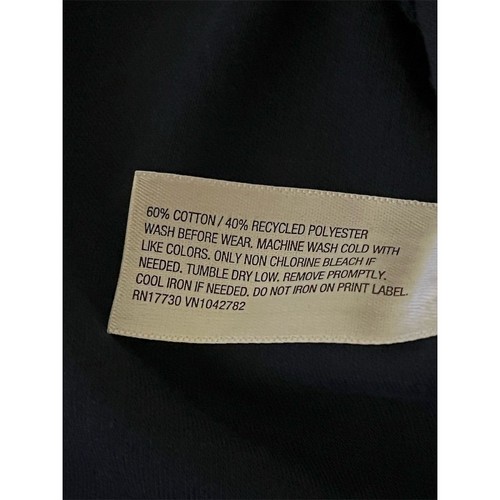 60% COTTON / 40% RECYCLED POLYESTER
WASH BEFORE WEAR. MACHINE WASH COLD WITH
LIKE COLORS. ONLY NON CHLORINE BLEACH IF
NEEDED. TUMBLE DRY LOW. REMOVE PROMPTLY.
COOL IRON IF NEEDED. DO NOT IRON ON PRINT LABEL.
RN17730 VN1042782